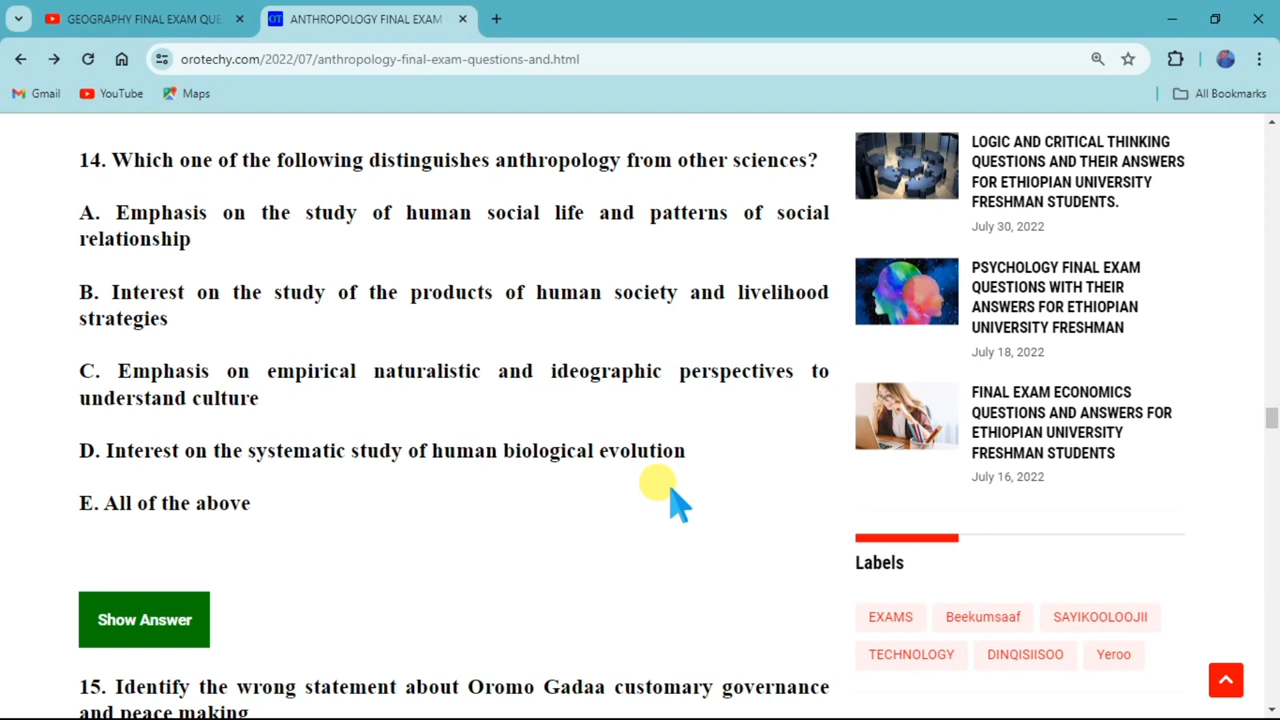 GEOGRAPHY FINAL EXAM QUE
OT
ANTHROPOLOGY FINAL EXAM
orotechy.com/2022/07/anthropology-final-exam-questions-and.html
Gmail
YouTube
Maps
All Bookmarks
14. Which one of the following distinguishes anthropology from other sciences?
A. Emphasis on the study of human social life and patterns of social
relationship
B. Interest on the study of the products of human society and livelihood
strategies
C. Emphasis on empirical naturalistic and ideographic perspectives to
understand culture
D. Interest on the systematic study of human biological evolution
E. All of the above
Show Answer
15. Identify the wrong statement about Oromo Gadaa customary governance
and peace making
LOGIC AND CRITICAL THINKING
QUESTIONS AND THEIR ANSWERS
FOR ETHIOPIAN UNIVERSITY
FRESHMAN STUDENTS.
July 30, 2022
PSYCHOLOGY FINAL EXAM
QUESTIONS WITH THEIR
ANSWERS FOR ETHIOPIAN
UNIVERSITY FRESHMAN
July 18, 2022
FINAL EXAM ECONOMICS
QUESTIONS AND ANSWERS FOR
ETHIOPIAN UNIVERSITY
FRESHMAN STUDENTS
July 16, 2022
Labels
EXAMS
Beekumsaaf
SAYIKOOLOOJII
TECHNOLOGY
DINQISIISOO
Yeroo